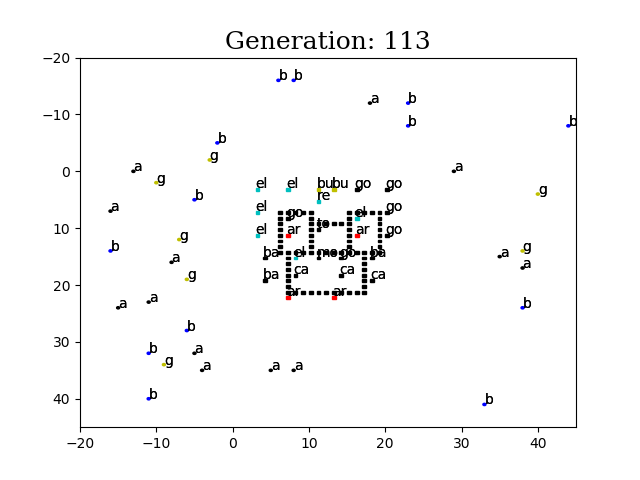 Generation: 113
−20
b b
−10
a b
b b
b
g
0
a a
g
el el bu bu go go
g
re
a
b
el go el go
10
el ar te ar go
g
b
ba el me go ba
a g
a
a
ca ca
g
ba ca
20
ar ar
a a
b
b
30
b a
g
a a a
40
b b
−20 −10 0 10 20 30 40